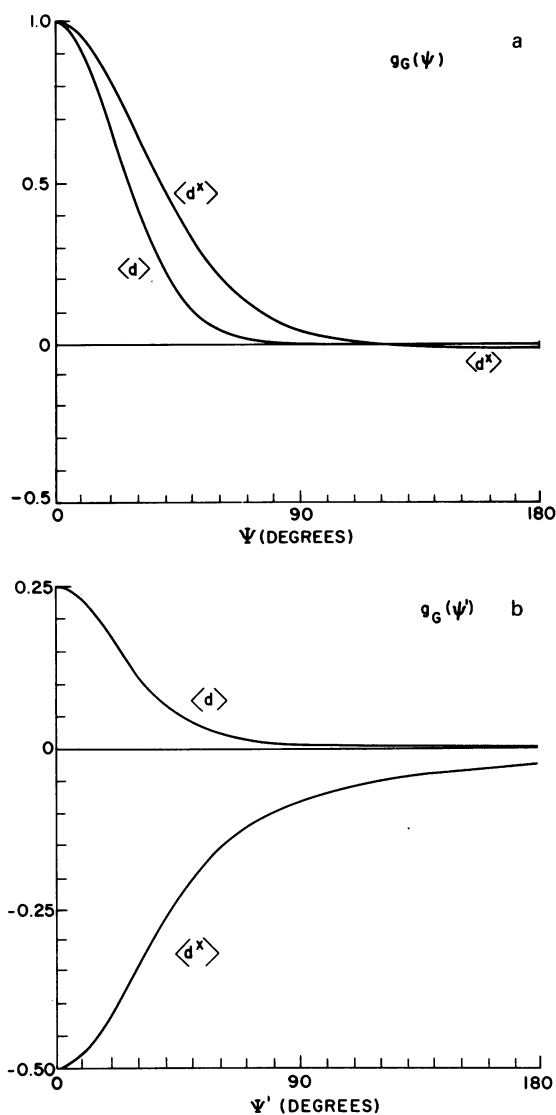 a
g_G(ψ)
1.0
0.5
0
-0.5
<d^x>
<d>
<d^x>
0
90
180
Ψ (DEGREES)
b
g_G(ψ')
0.25
0
-0.25
-0.50
<d>
<d^x>
0
90
180
Ψ' (DEGREES)